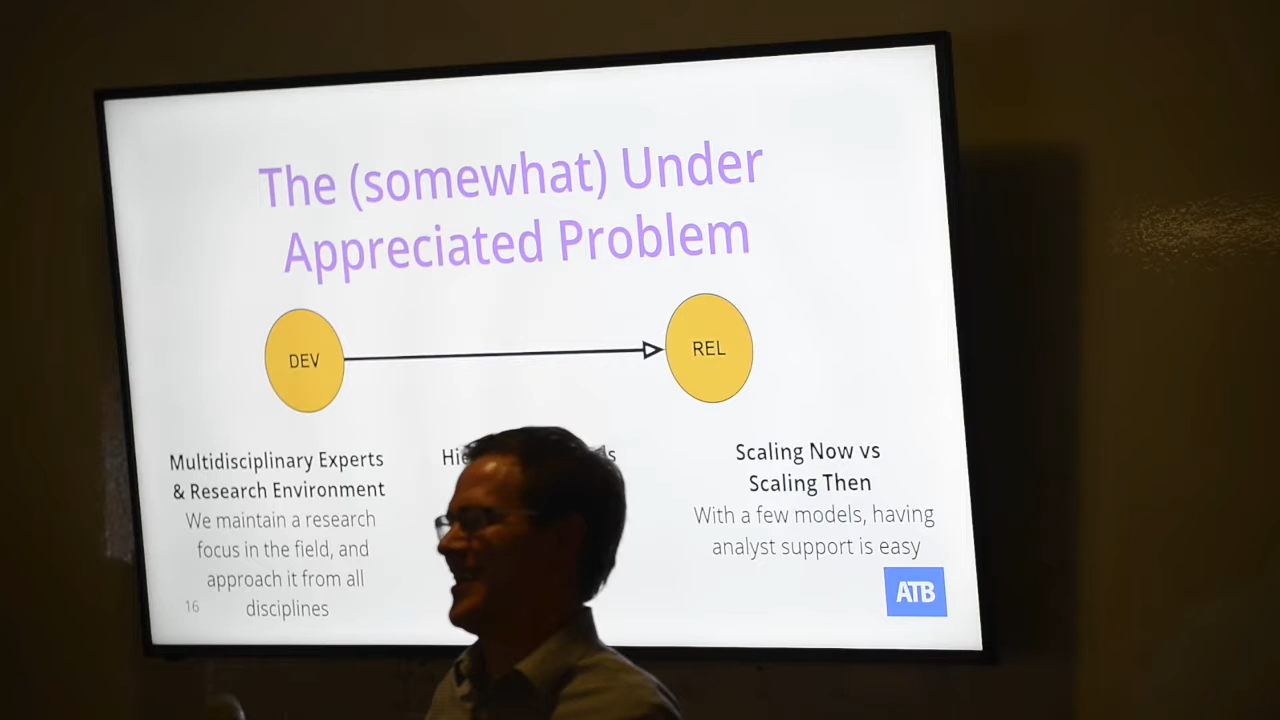 The (somewhat) Under
Appreciated Problem
DEV
REL
Multidisciplinary Experts
& Research Environment
We maintain a research
focus in the field, and
approach it from all
disciplines
Scaling Now vs
Scaling Then
With a few models, having
analyst support is easy
16
ATB